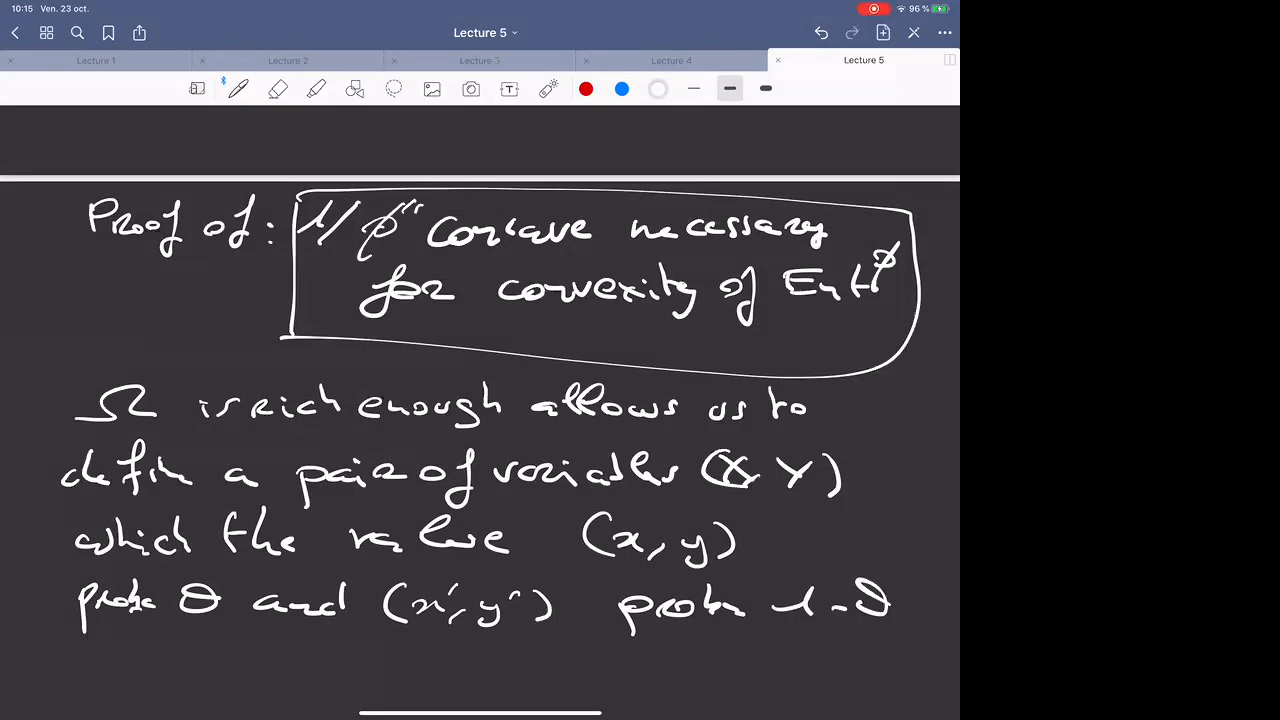 10:15 Ven. 23 oct. 96 %
Lecture 5
Lecture 1 Lecture 2 Lecture 3 Lecture 4 Lecture 5
Proof of: 1/φ'' concave necessary
for convexity of Ent^φ
Ω is rich enough allows us to
define a pair of variables (X Y)
which the value (x, y)
proba θ and (x', y') proba 1-θ